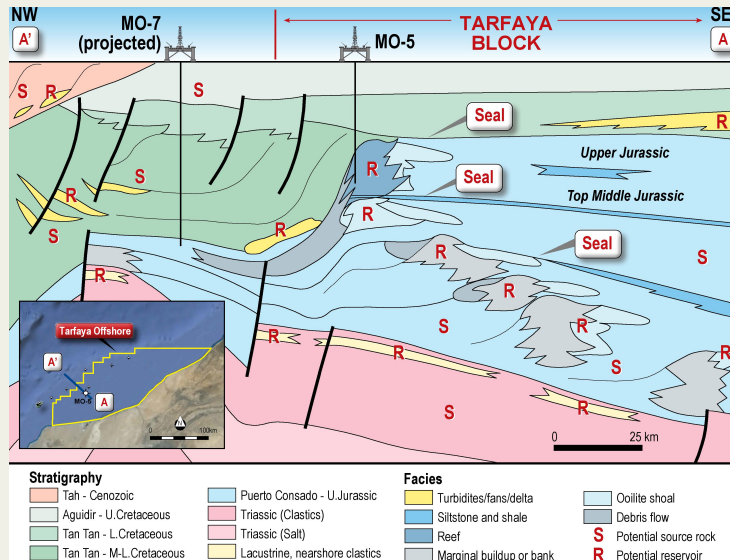 NW
A'
MO-7
(projected)
TARFAYA
BLOCK
MO-5
SE
A
S
R
S
Seal
R
Upper Jurassic
Top Middle Jurassic
S
R
R
Seal
R
S
R
R
Seal
S
R
R
S
R
S
R
R
R
S
R
Tarfaya Offshore
A'
MO-5
A
0
100km
0
25 km
Stratigraphy
Tah - Cenozoic
Aguidir - U.Cretaceous
Tan Tan - L.Cretaceous
Tan Tan - M-L.Cretaceous
Puerto Consado - U.Jurassic
Triassic (Clastics)
Triassic (Salt)
Lacustrine, nearshore clastics
Facies
Turbidites/fans/delta
Siltstone and shale
Reef
Marginal buildup or bank
Ooilite shoal
Debris flow
S Potential source rock
R Potential reservoir